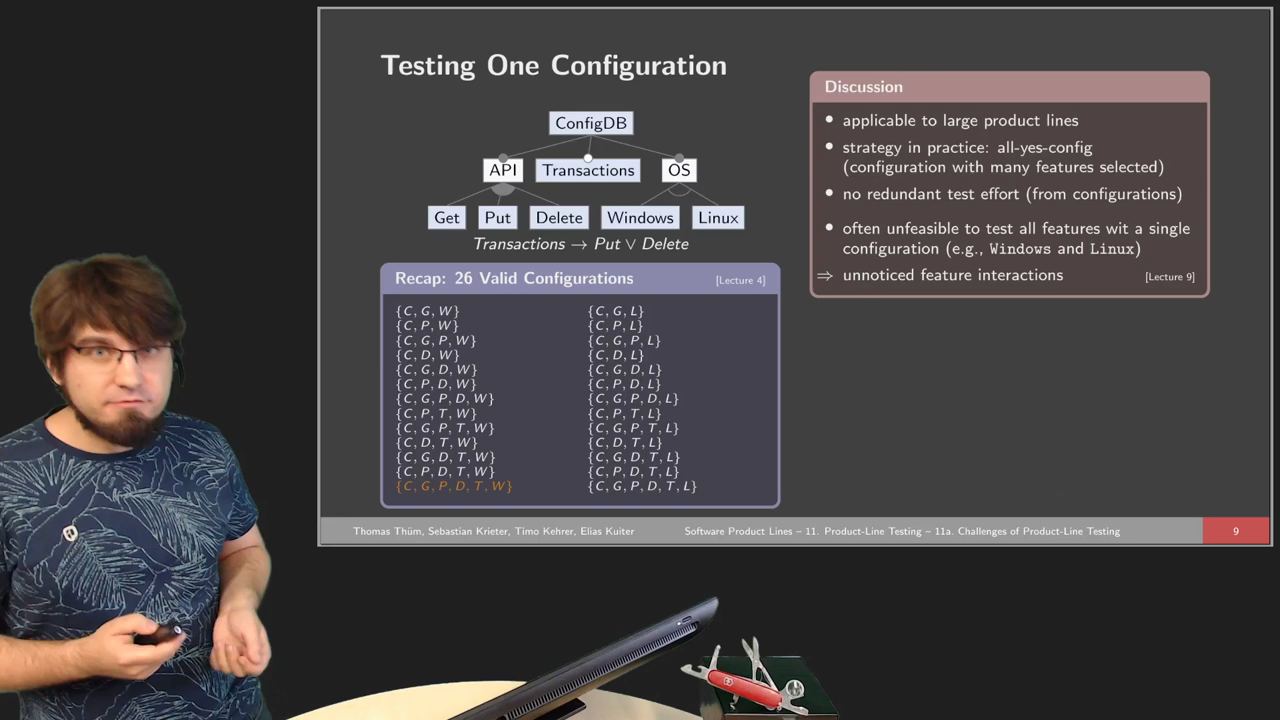 Testing One Configuration
ConfigDB
API
Transactions
OS
Get
Put
Delete
Windows
Linux
Transactions → Put ∨ Delete
Recap: 26 Valid Configurations
[Lecture 4]
{C, G, W}
{C, P, W}
{C, G, P, W}
{C, D, W}
{C, G, D, W}
{C, P, D, W}
{C, G, P, D, W}
{C, P, T, W}
{C, G, P, T, W}
{C, D, T, W}
{C, G, D, T, W}
{C, P, D, T, W}
{C, G, P, D, T, W}
{C, G, L}
{C, P, L}
{C, G, P, L}
{C, D, L}
{C, G, D, L}
{C, P, D, L}
{C, G, P, D, L}
{C, P, T, L}
{C, G, P, T, L}
{C, D, T, L}
{C, G, D, T, L}
{C, P, D, T, L}
{C, G, P, D, T, L}
Discussion
• applicable to large product lines
• strategy in practice: all-yes-config
(configuration with many features selected)
• no redundant test effort (from configurations)
• often unfeasible to test all features wit a single
configuration (e.g., Windows and Linux)
⇒ unnoticed feature interactions
[Lecture 9]
Thomas Thüm, Sebastian Krieter, Timo Kehrer, Elias Kuiter
Software Product Lines – 11. Product-Line Testing – 11a. Challenges of Product-Line Testing
9